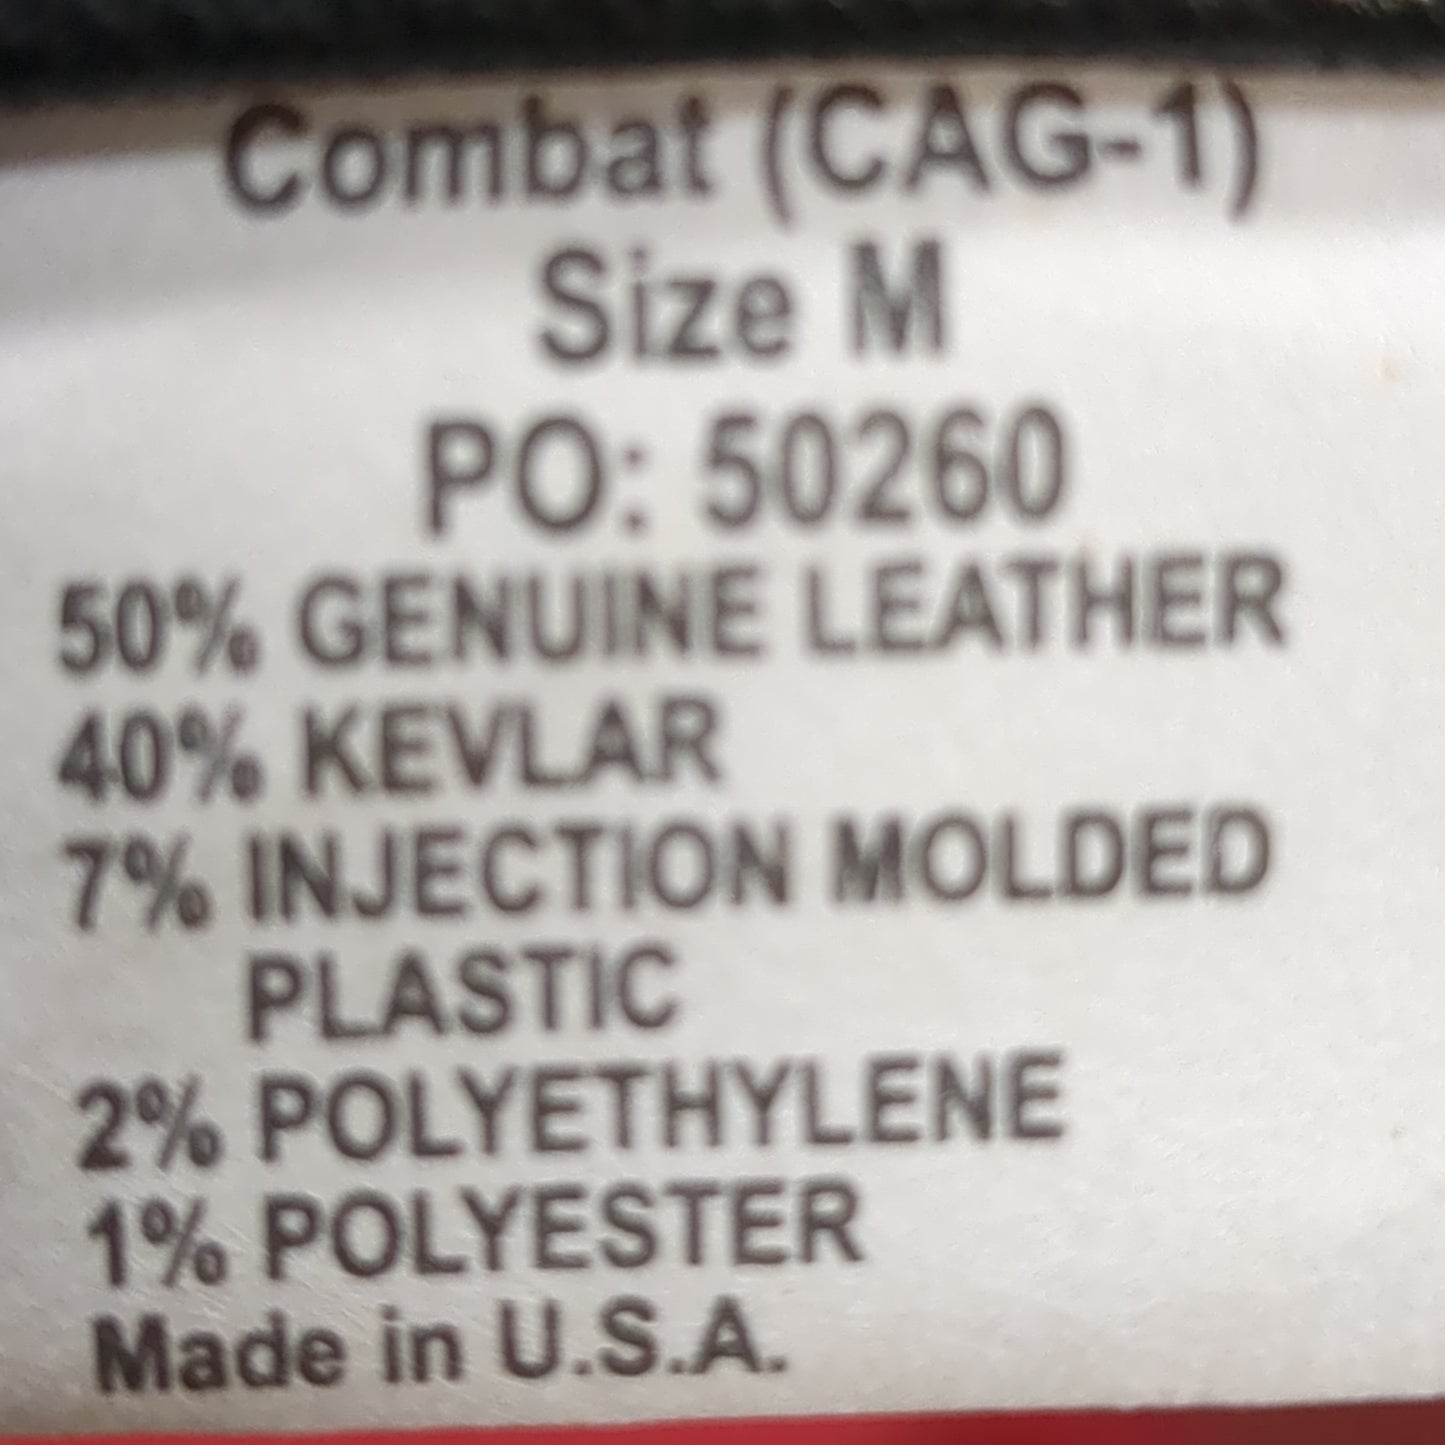 Combat (CAG-1)
Size M
PO: 50260
50% GENUINE LEATHER
40% KEVLAR
7% INJECTION MOLDED
PLASTIC
2% POLYETHYLENE
1% POLYESTER
Made in U.S.A.